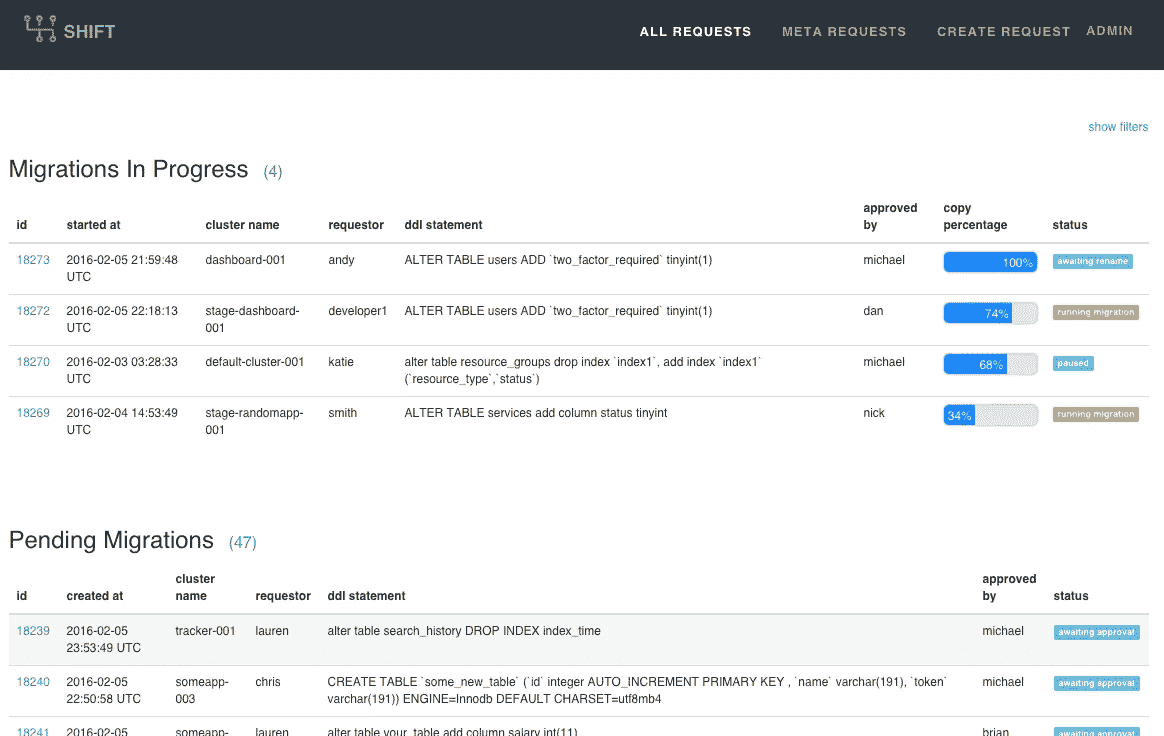 SHIFT
ALL REQUESTS META REQUESTS CREATE REQUEST ADMIN
show filters
Migrations In Progress (4)
id started at cluster name requestor ddl statement approved by copy percentage status
18273 2016-02-05 21:59:48 UTC dashboard-001 andy ALTER TABLE users ADD `two_factor_required` tinyint(1) michael 100% awaiting rename
18272 2016-02-05 22:18:13 UTC stage-dashboard-001 developer1 ALTER TABLE users ADD `two_factor_required` tinyint(1) dan 74% running migration
18270 2016-02-03 03:28:33 UTC default-cluster-001 katie alter table resource_groups drop index `index1`, add index `index1` (`resource_type`,`status`) michael 68% paused
18269 2016-02-04 14:53:49 UTC stage-randomapp-001 smith ALTER TABLE services add column status tinyint nick 34% running migration
Pending Migrations (47)
id created at cluster name requestor ddl statement approved by status
18239 2016-02-05 23:53:49 UTC tracker-001 lauren alter table search_history DROP INDEX index_time michael awaiting approval
18240 2016-02-05 22:50:58 UTC someapp-003 chris CREATE TABLE `some_new_table` (`id` integer AUTO_INCREMENT PRIMARY KEY , `name` varchar(191), `token` varchar(191)) ENGINE=Innodb DEFAULT CHARSET=utf8mb4 michael awaiting approval
18241 2016-02-05 someapp- lauren alter table your_table add column salary int(11) brian awaiting approval